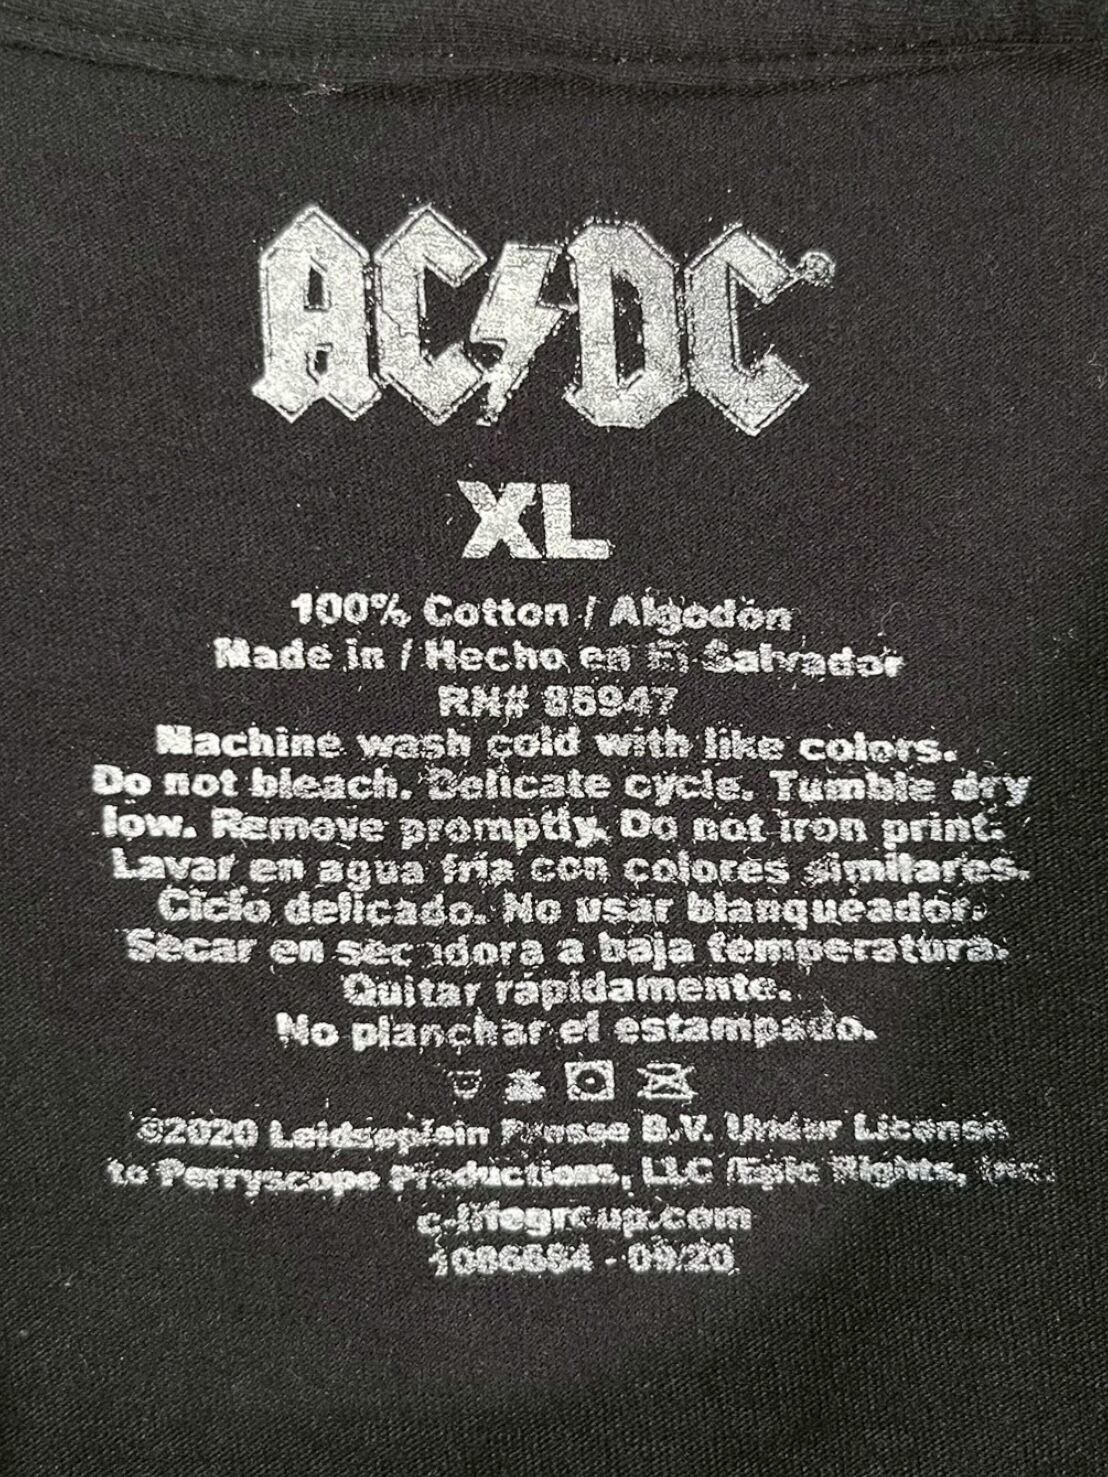 AC⚡DC®
XL
100% Cotton / Algodón
Made in / Hecho en El Salvador
RN# 85947
Machine wash cold with like colors.
Do not bleach. Delicate cycle. Tumble dry
low. Remove promptly. Do not iron print.
Lavar en agua fria con colores similares.
Ciclo delicado. No usar blanqueador.
Secar en secadora a baja temperatura.
Quitar rapidamente.
No planchar el estampado.
©2020 Leidseplein Presse B.V. Under License
to Perryscope Productions, LLC /Epic Rights, Inc.
c-lifegroup.com
1086684 - 09/20